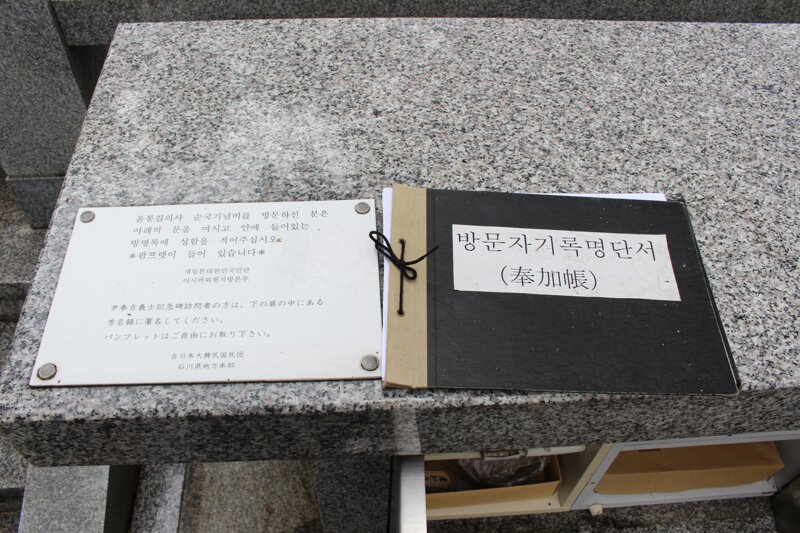 윤봉길의사 순국기념비를 방문하신 분은
아래의 문을 여시고 안에 들어있는
방명록에 성함을 적어주십시오.
*팜프렛이 들어 있습니다*
재일본대한민국민단
이시카와현지방본부
尹奉吉義士記念碑訪問者の方は、下の扉の中にある
芳名録に署名してください。
パンフレットはご自由にお取り下さい。
在日本大韓民国民団
石川県地方本部
방문자기록명단서
(奉加帳)